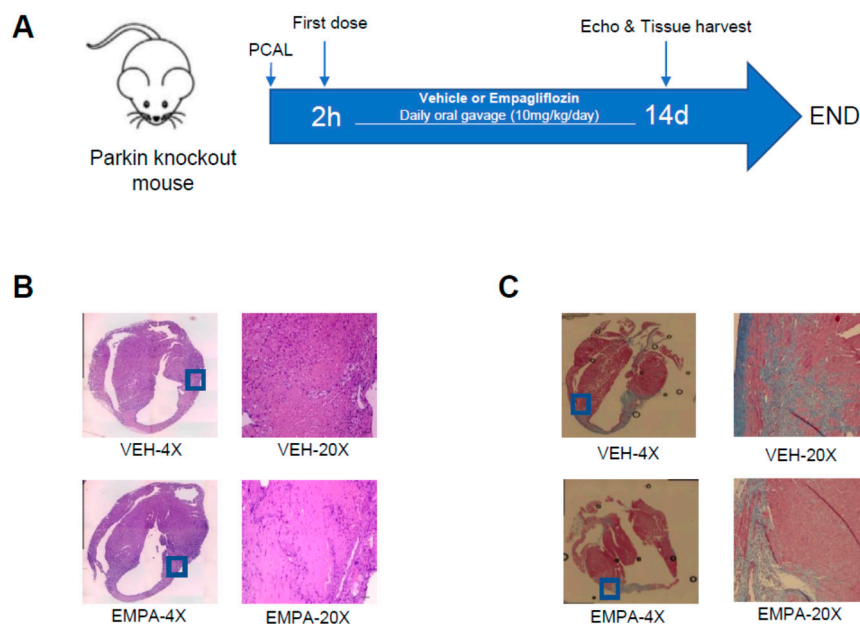 A
First dose
Echo & Tissue harvest
PCAL
Vehicle or Empagliflozin
2h
Daily oral gavage (10mg/kg/day)
14d
END
Parkin knockout
mouse
B
C
VEH-4X
VEH-20X
VEH-4X
VEH-20X
EMPA-4X
EMPA-20X
EMPA-4X
EMPA-20X